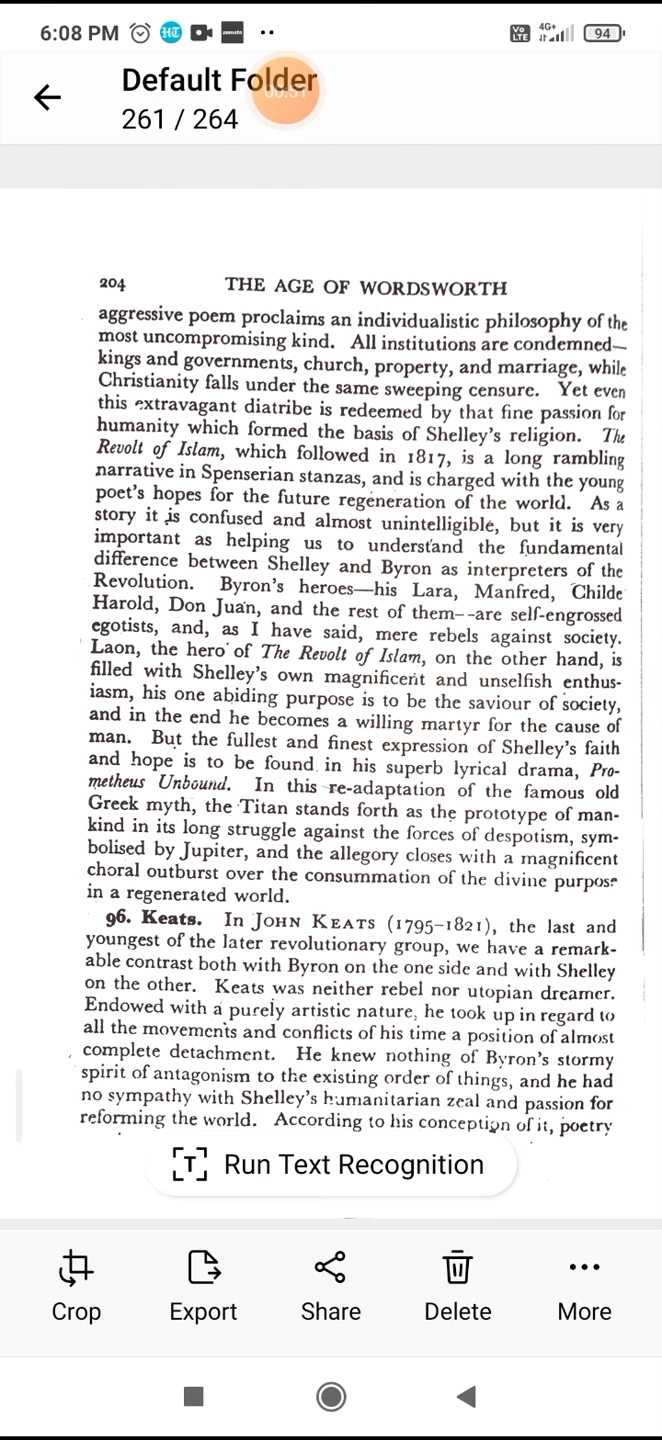 6:08 PM
HT
zomato
Vo LTE
4G+
94
Default Folder
261 / 264
204 THE AGE OF WORDSWORTH
aggressive poem proclaims an individualistic philosophy of the
most uncompromising kind. All institutions are condemned—
kings and governments, church, property, and marriage, while
Christianity falls under the same sweeping censure. Yet even
this extravagant diatribe is redeemed by that fine passion for
humanity which formed the basis of Shelley's religion. The
Revolt of Islam, which followed in 1817, is a long rambling
narrative in Spenserian stanzas, and is charged with the young
poet's hopes for the future regeneration of the world. As a
story it is confused and almost unintelligible, but it is very
important as helping us to understand the fundamental
difference between Shelley and Byron as interpreters of the
Revolution. Byron's heroes—his Lara, Manfred, Childe
Harold, Don Juan, and the rest of them--are self-engrossed
egotists, and, as I have said, mere rebels against society.
Laon, the hero of The Revolt of Islam, on the other hand, is
filled with Shelley's own magnificent and unselfish enthus-
iasm, his one abiding purpose is to be the saviour of society,
and in the end he becomes a willing martyr for the cause of
man. But the fullest and finest expression of Shelley's faith
and hope is to be found in his superb lyrical drama, Pro-
metheus Unbound. In this re-adaptation of the famous old
Greek myth, the Titan stands forth as the prototype of man-
kind in its long struggle against the forces of despotism, sym-
bolised by Jupiter, and the allegory closes with a magnificent
choral outburst over the consummation of the divine purpose
in a regenerated world.
96. Keats. In JOHN KEATS (1795-1821), the last and
youngest of the later revolutionary group, we have a remark-
able contrast both with Byron on the one side and with Shelley
on the other. Keats was neither rebel nor utopian dreamer.
Endowed with a purely artistic nature, he took up in regard to
all the movements and conflicts of his time a position of almost
complete detachment. He knew nothing of Byron's stormy
spirit of antagonism to the existing order of things, and he had
no sympathy with Shelley's humanitarian zeal and passion for
reforming the world. According to his conception of it, poetry
Run Text Recognition
Crop Export Share Delete More